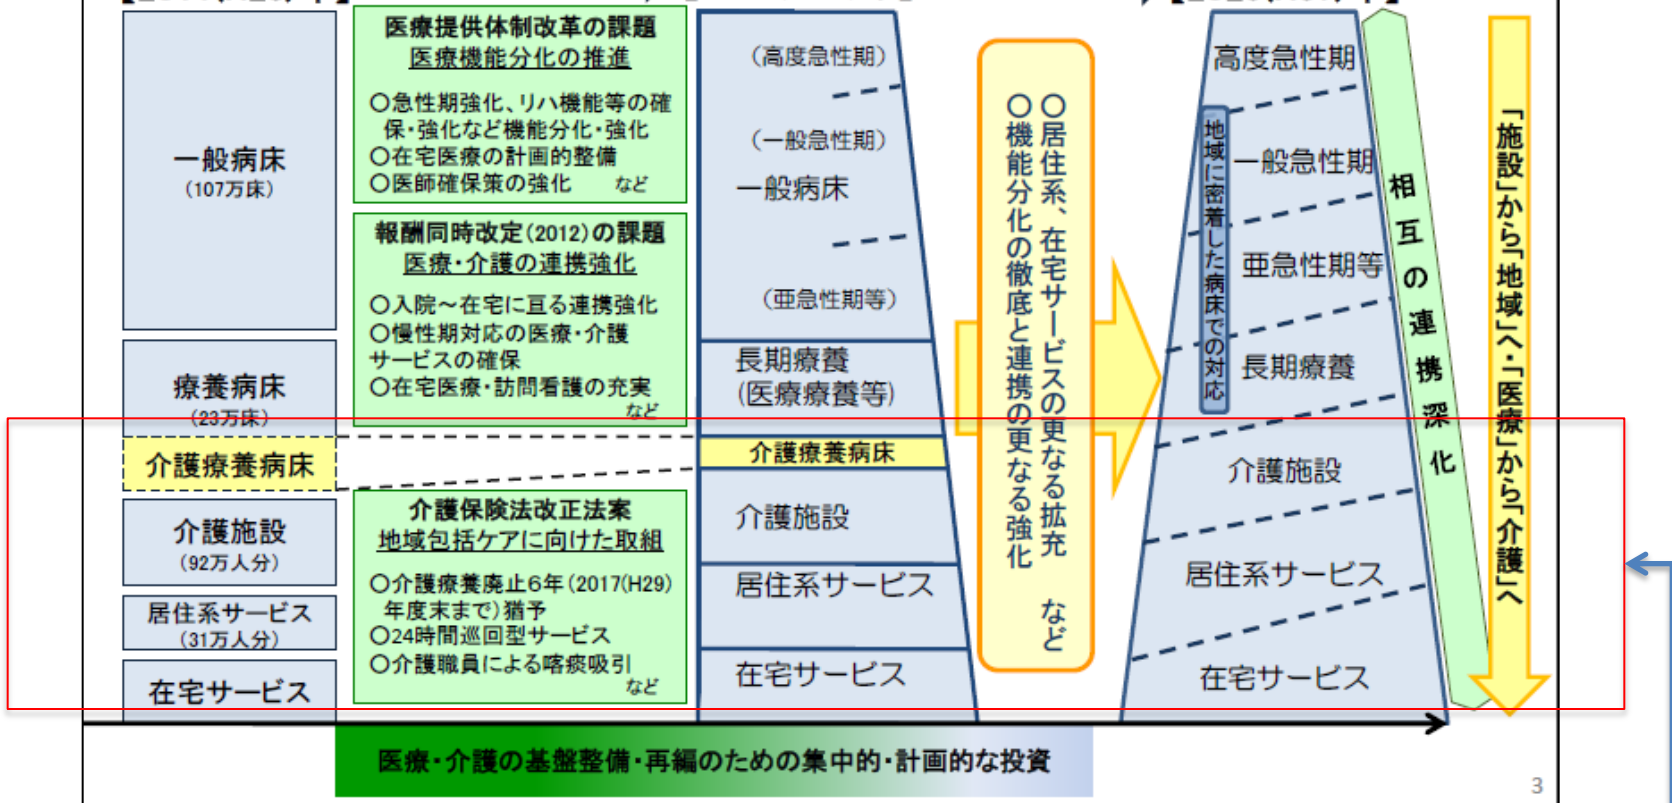 一般病床
(107万床)
療養病床
(23万床)
介護療養病床
介護施設
(92万人分)
居住系サービス
(31万人分)
在宅サービス
医療提供体制改革の課題
医療機能分化の推進
○急性期強化、リハ機能等の確
保・強化など機能分化・強化
○在宅医療の計画的整備
○医師確保策の強化 など
報酬同時改定(2012)の課題
医療・介護の連携強化
○入院～在宅に亘る連携強化
○慢性期対応の医療・介護
サービスの確保
○在宅医療・訪問看護の充実
など
介護保険法改正法案
地域包括ケアに向けた取組
○介護療養廃止6年(2017(H29)
年度末まで)猶予
○24時間巡回型サービス
○介護職員による喀痰吸引
など
(高度急性期)
(一般急性期)
一般病床
(亜急性期等)
長期療養
(医療療養等)
介護療養病床
介護施設
居住系サービス
在宅サービス
○居住系、在宅サービスの更なる拡充
○機能分化の徹底と連携の更なる強化
など
高度急性期
一般急性期
亜急性期等
長期療養
介護施設
居住系サービス
在宅サービス
地域に密着した病床での対応
相互の連携深化
「施設」から「地域」へ・「医療」から「介護」へ
医療・介護の基盤整備・再編のための集中的・計画的な投資
3